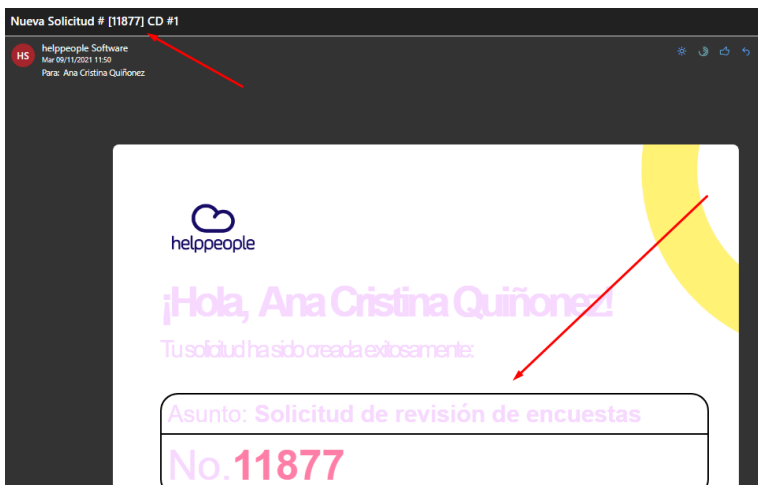 Nueva Solicitud # [11877] CD #1
HS
helppeople Software
Mar 09/11/2021 11:50
Para: Ana Cristina Quiñonez
helppeople
¡Hola, Ana Cristina Quiñonez!
Tu solicitud ha sido creada exitosamente:
Asunto: Solicitud de revisión de encuestas
No.11877